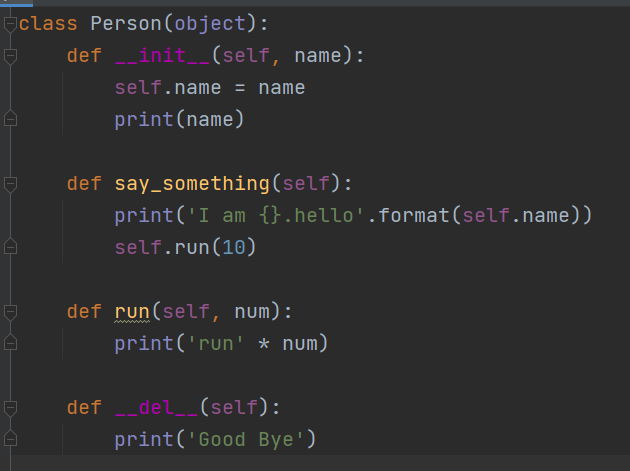 class Person(object):
    def __init__(self, name):
        self.name = name
        print(name)

    def say_something(self):
        print('I am {}.hello'.format(self.name))
        self.run(10)

    def run(self, num):
        print('run' * num)

    def __del__(self):
        print('Good Bye')